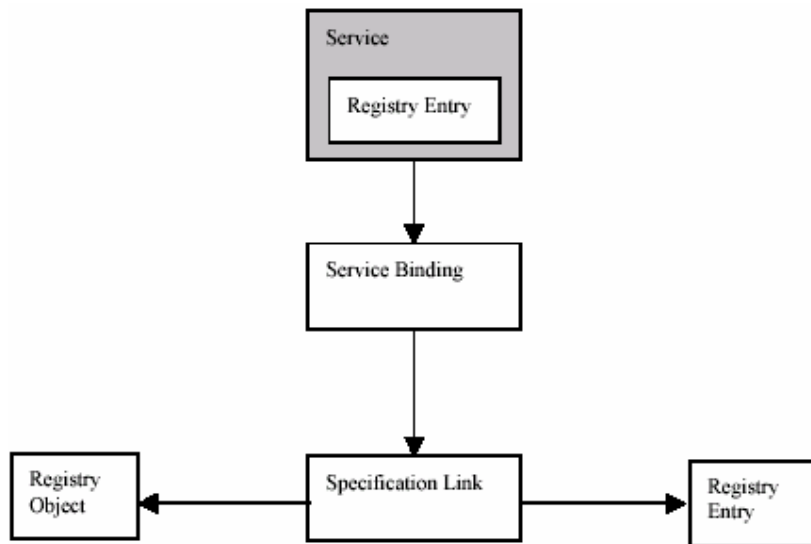 Service
Registry Entry
Service Binding
Specification Link
Registry
Object
Registry
Entry